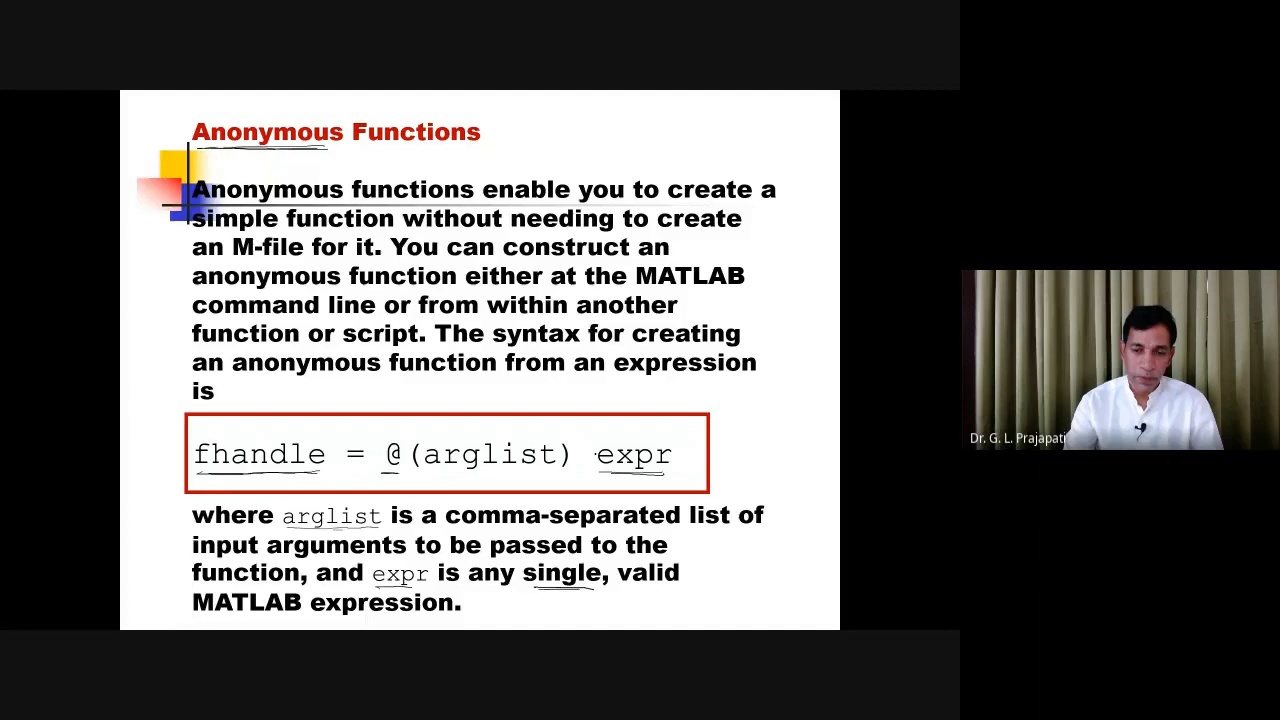 Anonymous Functions
Anonymous functions enable you to create a
simple function without needing to create
an M-file for it. You can construct an
anonymous function either at the MATLAB
command line or from within another
function or script. The syntax for creating
an anonymous function from an expression
is
fhandle = @(arglist) expr
where arglist is a comma-separated list of
input arguments to be passed to the
function, and expr is any single, valid
MATLAB expression.
Dr. G. L. Prajapati